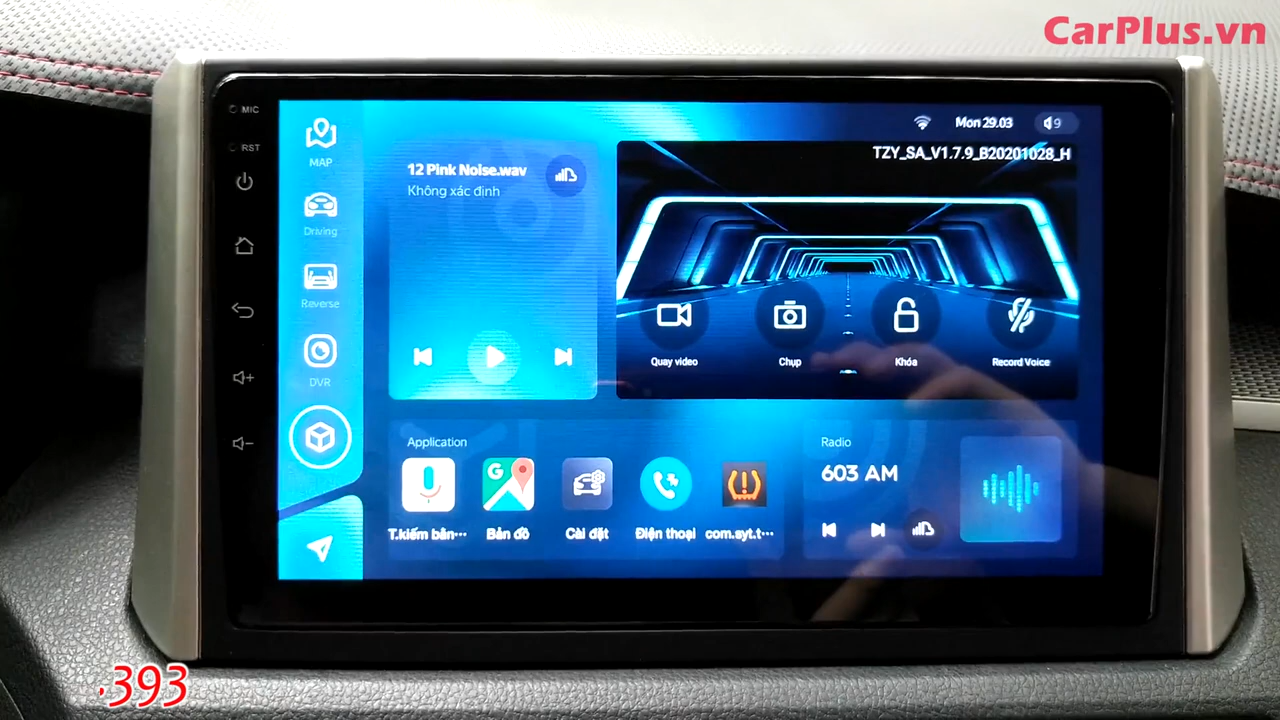 CarPlus.vn
MIC
RST
MAP
Driving
Reverse
DVR
Mon 29.03
9
12 Pink Noise.wav
Không xác định
TZY_SA_V1.7.9_B20201028_H
Quay video
Chụp
Khóa
Record Voice
Application
G
T.kiếm bằn···
Bản đồ
Cài đặt
Điện thoại
com.syt.t···
Radio
603 AM
.393